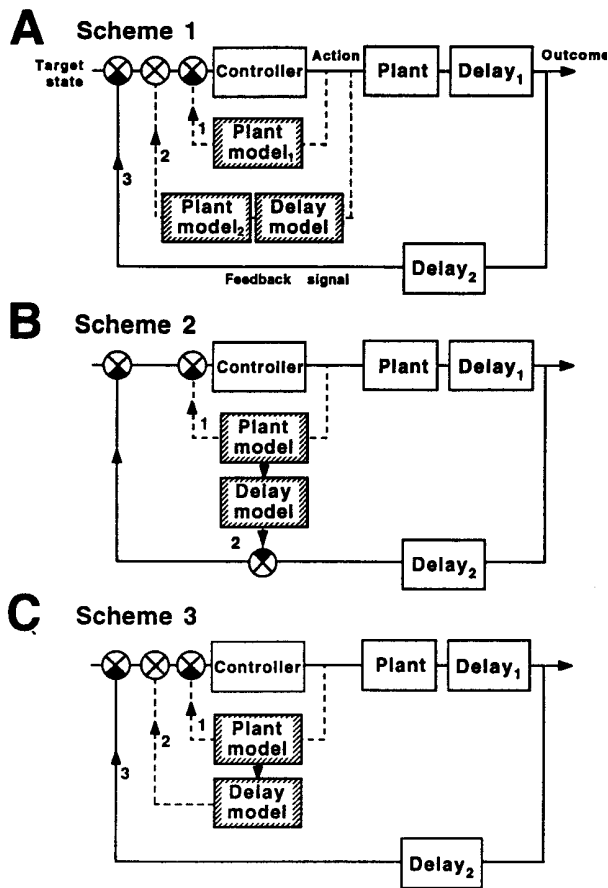 A Scheme 1
Target state
Controller
Action
Plant
Delay₁
Outcome
1
Plant model₁
2
3
Plant model₂
Delay model
Feedback signal
Delay₂
B Scheme 2
Controller
Plant
Delay₁
1
Plant model
Delay model
2
Delay₂
C Scheme 3
Controller
Plant
Delay₁
1
Plant model
2
3
Delay model
Delay₂